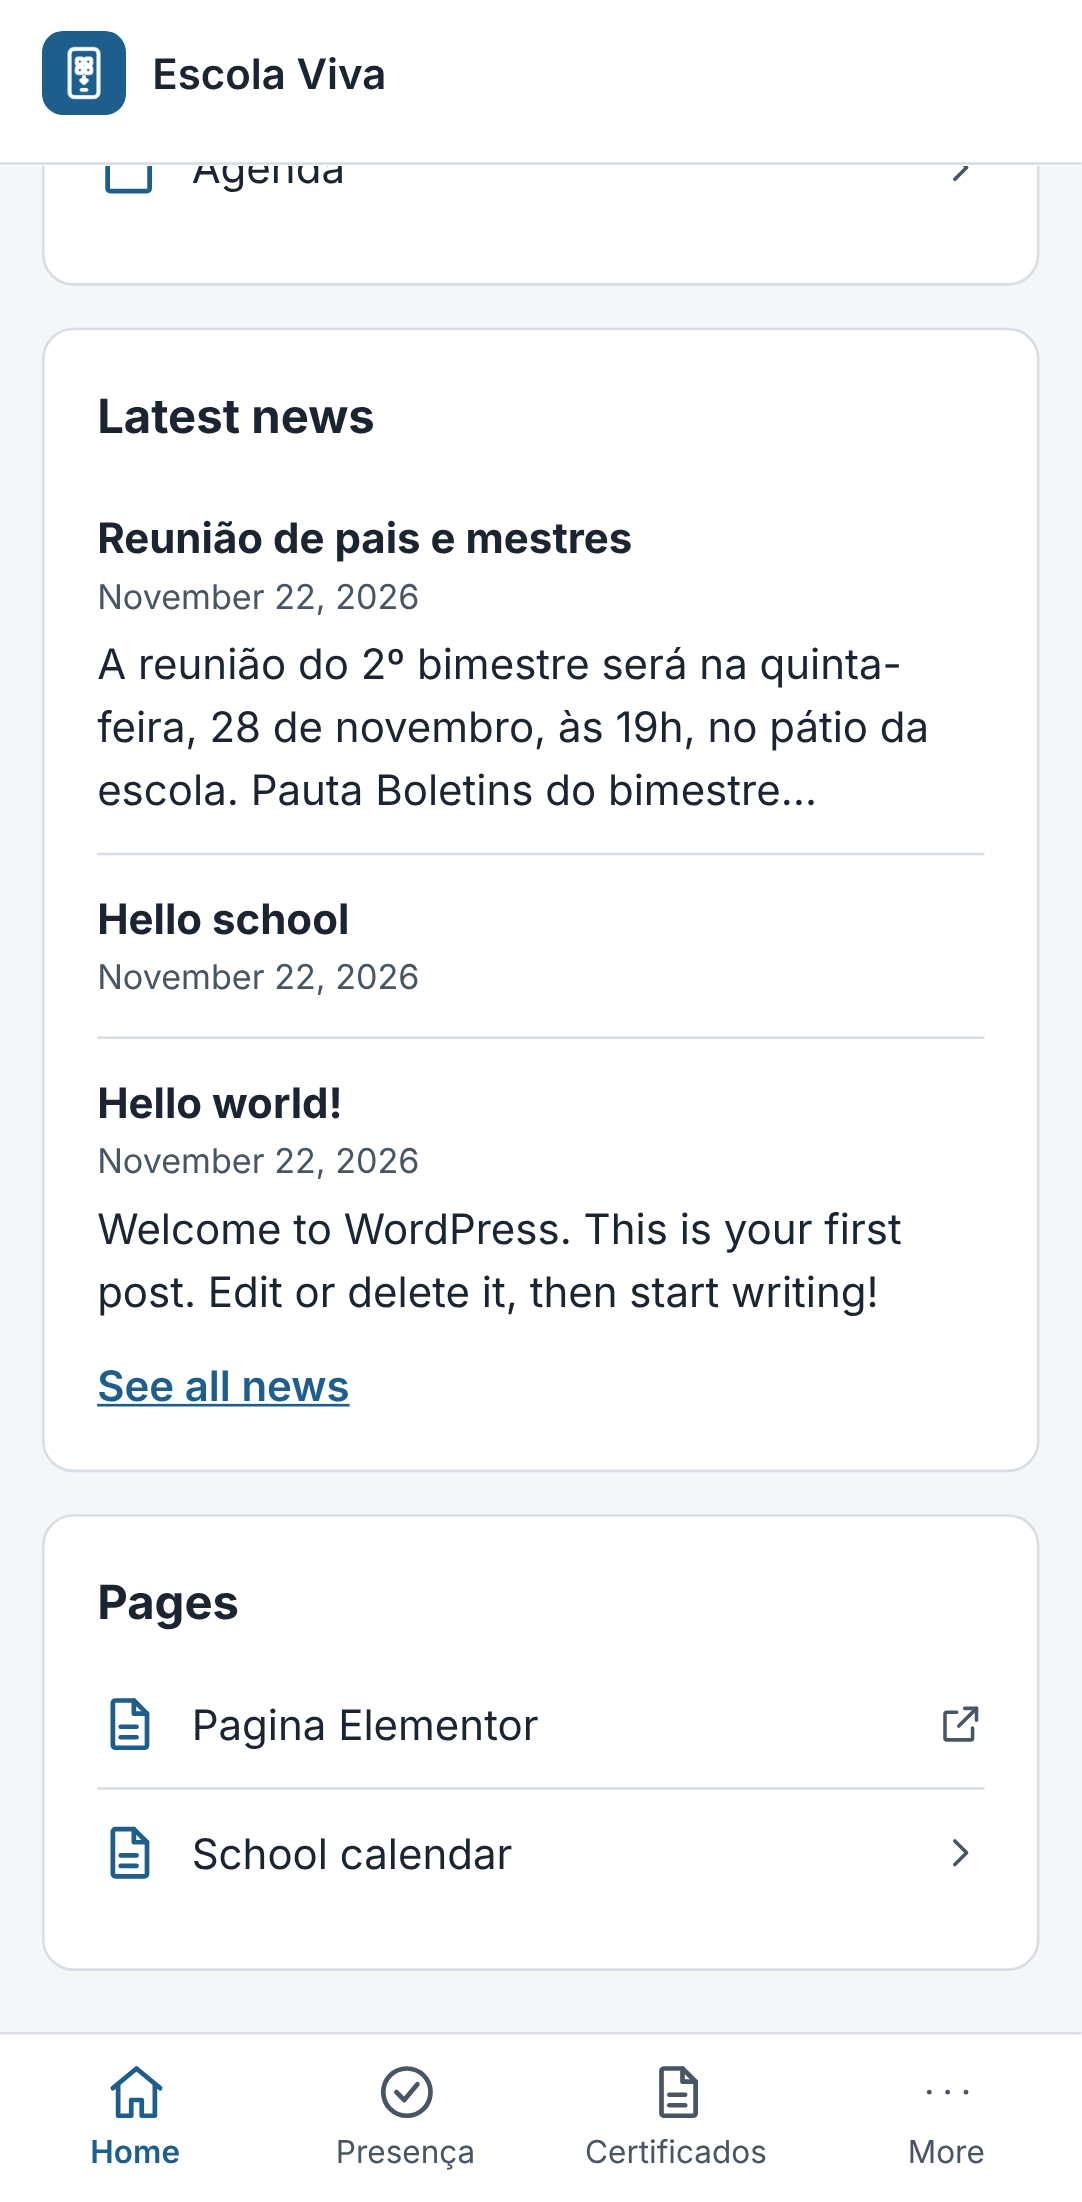 Escola Viva
Agenda
Latest news
Reunião de pais e mestres
November 22, 2026
A reunião do 2º bimestre será na quinta-
feira, 28 de novembro, às 19h, no pátio da
escola. Pauta Boletins do bimestre...
Hello school
November 22, 2026
Hello world!
November 22, 2026
Welcome to WordPress. This is your first
post. Edit or delete it, then start writing!
See all news
Pages
Pagina Elementor
School calendar
Home
Presença
Certificados
More